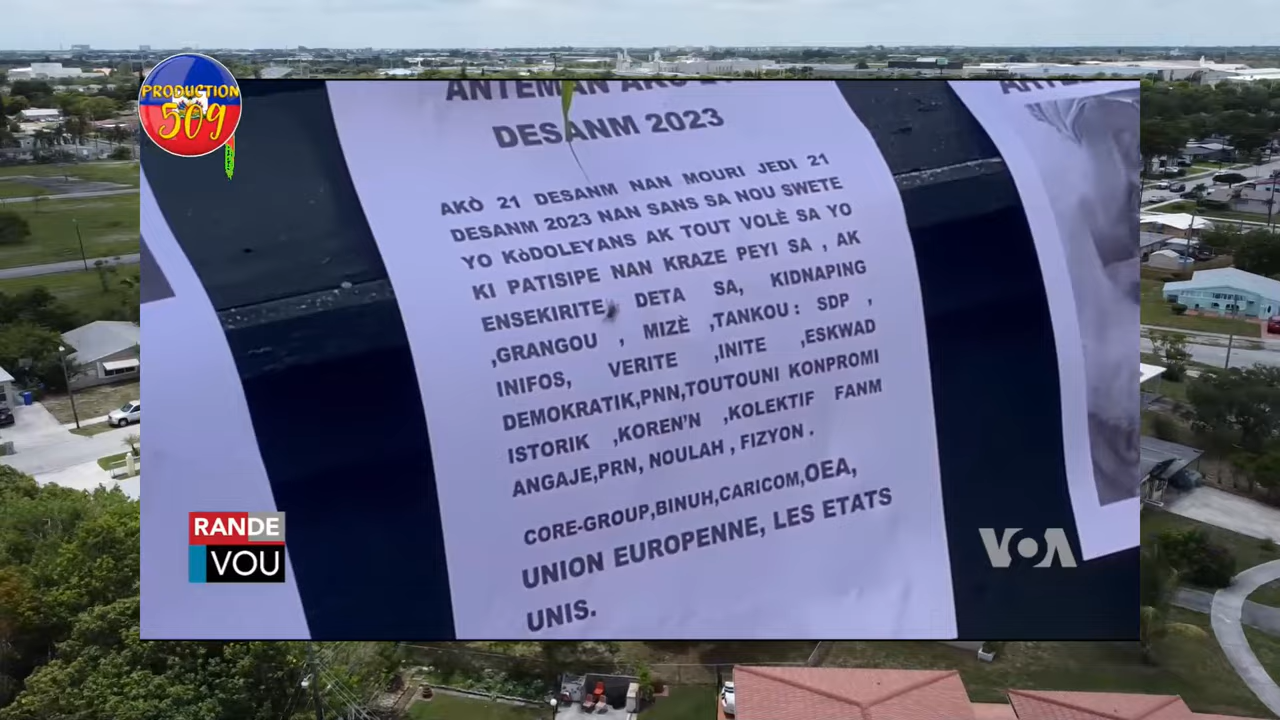 PRODUCTION
509
ANTEMAN AKÒ
DESANM 2023
AKÒ 21 DESANM NAN MOURI JEDI 21
DESANM 2023 NAN SANS SA NOU SWETE
YO KòDOLEYANS AK TOUT VOLÈ SA YO
KI PATISIPE NAN KRAZE PEYI SA , AK
ENSEKIRITE DETA SA, KIDNAPING
,GRANGOU , MIZÈ ,TANKOU : SDP ,
INIFOS, VERITE ,INITE ,ESKWAD
DEMOKRATIK,PNN,TOUTOUNI KONPROMI
ISTORIK ,KOREN'N ,KOLEKTIF FANM
ANGAJE,PRN, NOULAH , FIZYON .
CORE-GROUP,BINUH,CARICOM,OEA,
UNION EUROPENNE, LES ETATS
UNIS.
RANDE
VOU
VOA